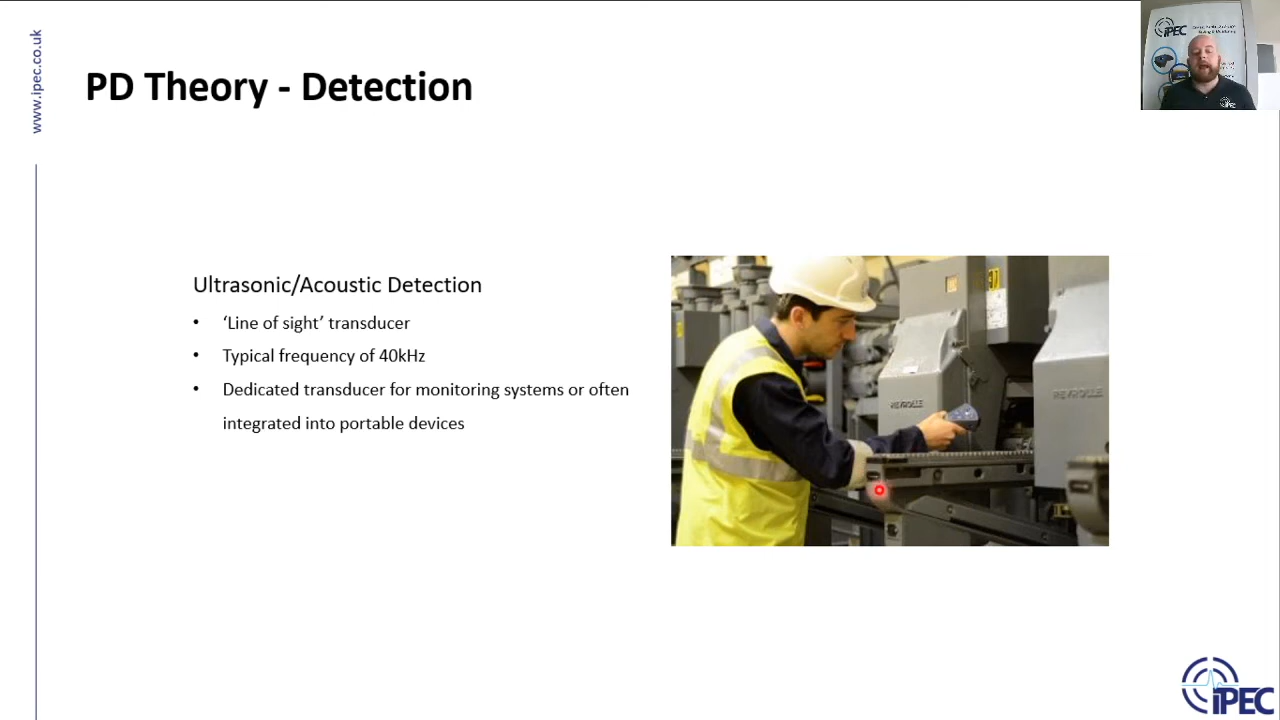 www.ipec.co.uk
PD Theory - Detection
iPEC
Ultrasonic/Acoustic Detection
• ‘Line of sight’ transducer
• Typical frequency of 40kHz
• Dedicated transducer for monitoring systems or often
integrated into portable devices
REYROLLE
REYROLLE
iPEC